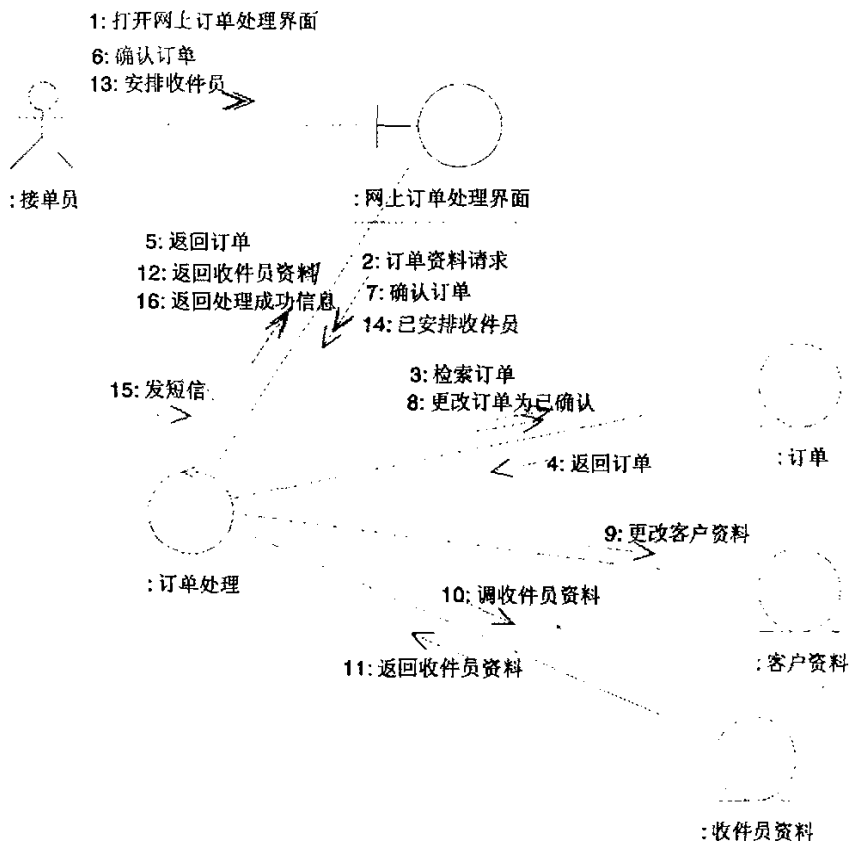 1: 打开网上订单处理界面
6: 确认订单
13: 安排收件员
: 接单员
: 网上订单处理界面
5: 返回订单
12: 返回收件员资料
16: 返回处理成功信息
2: 订单资料请求
7: 确认订单
14: 已安排收件员
15: 发短信
3: 检索订单
8: 更改订单为已确认
4: 返回订单
: 订单
: 订单处理
9: 更改客户资料
10: 调收件员资料
11: 返回收件员资料
: 客户资料
: 收件员资料